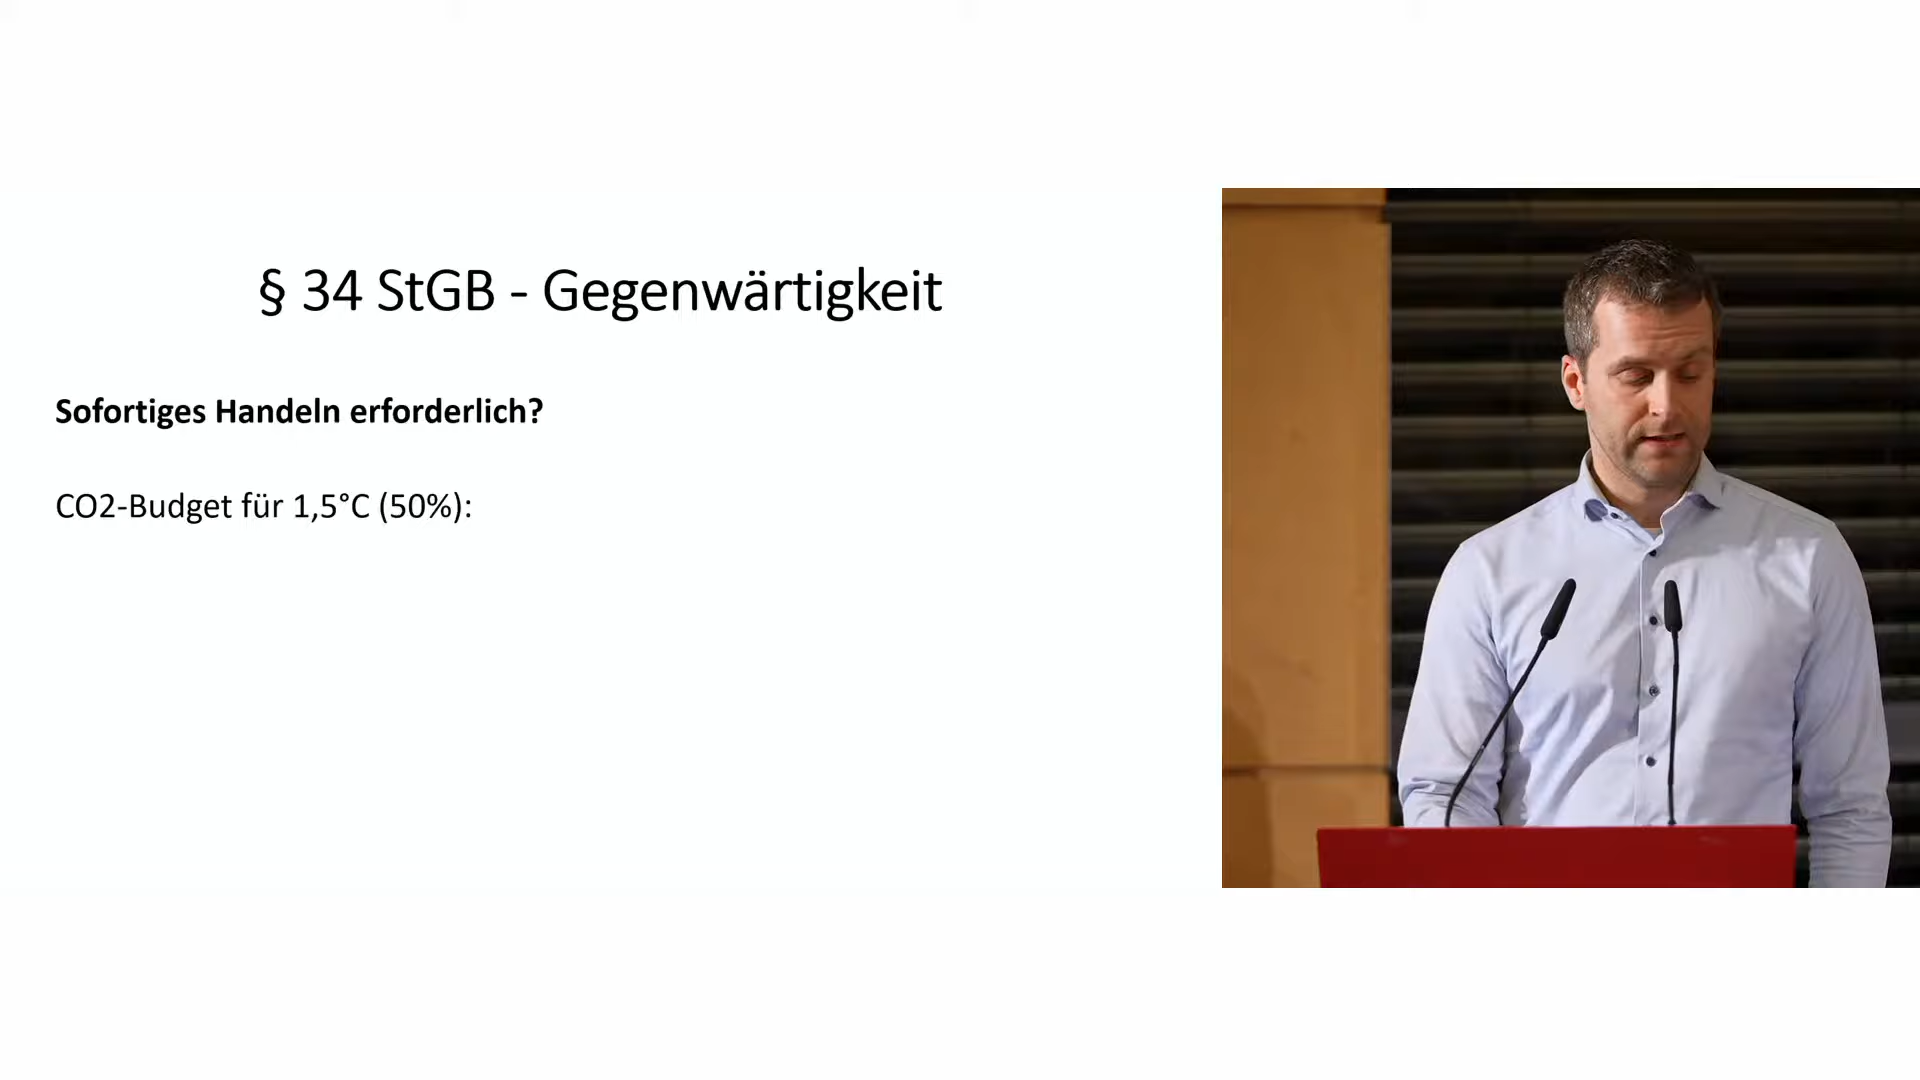 § 34 StGB - Gegenwärtigkeit
Sofortiges Handeln erforderlich?
CO2-Budget für 1,5°C (50%):